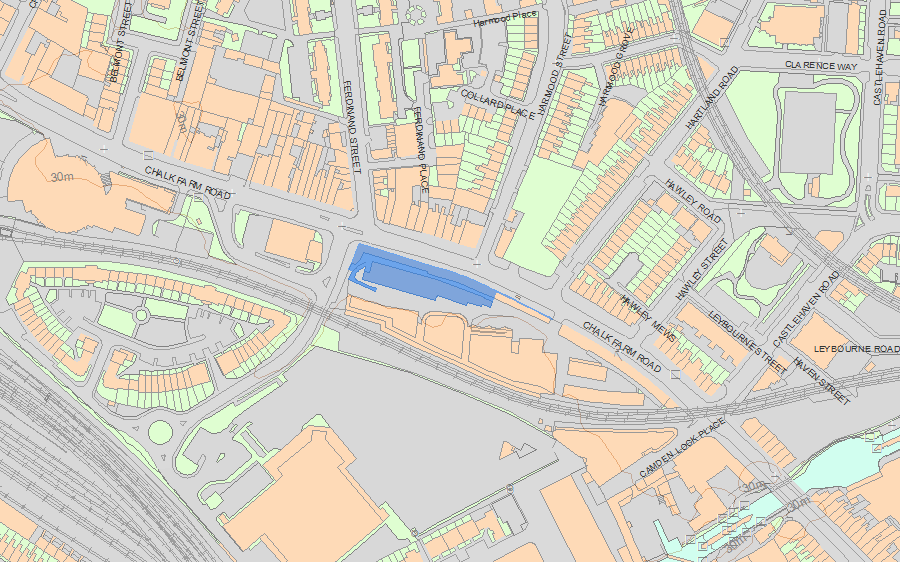 BELMONT STREET
BELMONT STREET
Harmood Place
HARMOOD STREET
HARMOOD GROVE
CLARENCE WAY
CASTLEHAVEN ROAD
HARTLAND ROAD
COLLARD PLACE
FERDINAND STREET
FERDINAND PLACE
30m
30m
CHALK FARM ROAD
HAWLEY ROAD
HAWLEY STREET
CASTLEHAVEN ROAD
HAWLEY MEWS
LEYBOURNE STREET
CHALK FARM ROAD
LEYBOURNE ROAD
HAVEN STREET
CAMDEN LOCK PLACE
30m
30m
30m